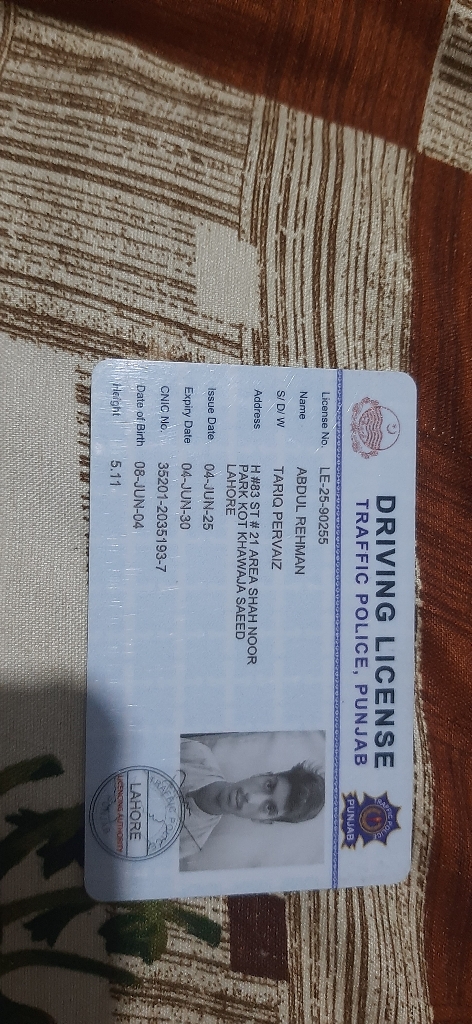 DRIVING LICENSE
TRAFFIC POLICE, PUNJAB
TRAFFIC POLICE
PUNJAB
License No. LE-25-90255
Name ABDUL REHMAN
S/ D/ W TARIQ PERVAIZ
Address H #83 ST # 21 AREA SHAH NOOR
PARK KOT KHAWAJA SAEED
LAHORE
Issue Date 04-JUN-25
Expiry Date 04-JUN-30
CNIC No. 35201-2035193-7
Date of Birth 08-JUN-04
Height 5.11
LAHORE